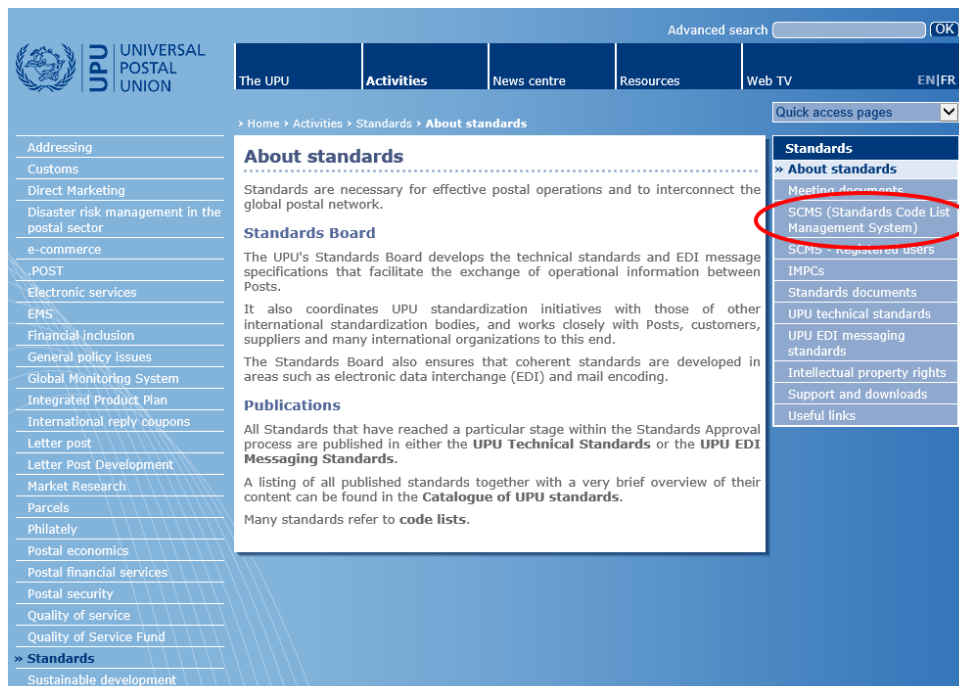 Advanced search
OK
UPU
UNIVERSAL
POSTAL
UNION
The UPU
Activities
News centre
Resources
Web TV
EN|FR
Quick access pages
› Home › Activities › Standards › About standards
Addressing
Customs
Direct Marketing
Disaster risk management in the
postal sector
e-commerce
.POST
Electronic services
EMS
Financial inclusion
General policy issues
Global Monitoring System
Integrated Product Plan
International reply coupons
Letter post
Letter Post Development
Market Research
Parcels
Philately
Postal economics
Postal financial services
Postal security
Quality of service
Quality of Service Fund
» Standards
Sustainable development
About standards
Standards are necessary for effective postal operations and to interconnect the
global postal network.
Standards Board
The UPU's Standards Board develops the technical standards and EDI message
specifications that facilitate the exchange of operational information between
Posts.
It also coordinates UPU standardization initiatives with those of other
international standardization bodies, and works closely with Posts, customers,
suppliers and many international organizations to this end.
The Standards Board also ensures that coherent standards are developed in
areas such as electronic data interchange (EDI) and mail encoding.
Publications
All Standards that have reached a particular stage within the Standards Approval
process are published in either the UPU Technical Standards or the UPU EDI
Messaging Standards.
A listing of all published standards together with a very brief overview of their
content can be found in the Catalogue of UPU standards.
Many standards refer to code lists.
Standards
» About standards
Meeting documents
SCMS (Standards Code List
Management System)
SCMS - Registered users
IMPCs
Standards documents
UPU technical standards
UPU EDI messaging
standards
Intellectual property rights
Support and downloads
Useful links